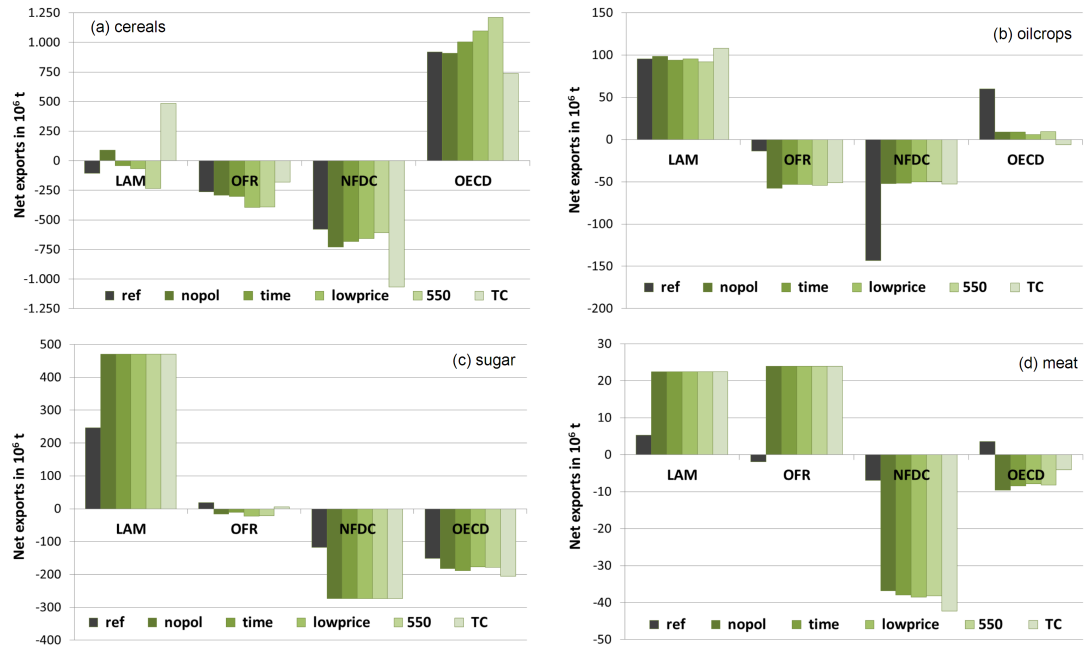 (a) cereals
Net exports in 10⁶ t
1.250
1.000
750
500
250
0
-250
-500
-750
-1.000
-1.250
LAM OFR NFDC OECD
ref nopol time lowprice 550 TC
(b) oilcrops
Net exports in 10⁶ t
150
100
50
0
-50
-100
-150
-200
LAM OFR NFDC OECD
ref nopol time lowprice 550 TC
(c) sugar
Net exports in 10⁶ t
500
400
300
200
100
0
-100
-200
-300
-400
LAM OFR NFDC OECD
ref nopol time lowprice 550 TC
(d) meat
Net exports in 10⁶ t
30
20
10
0
-10
-20
-30
-40
-50
LAM OFR NFDC OECD
ref nopol time lowprice 550 TC